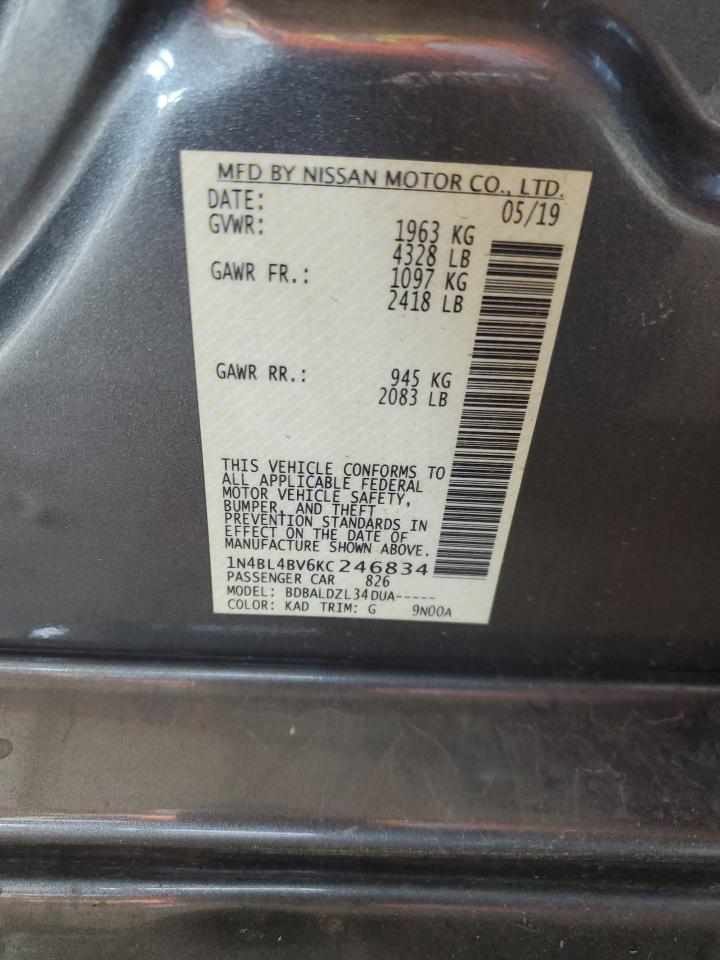 MFD BY NISSAN MOTOR CO., LTD.
DATE: 05/19
GVWR: 1963 KG
4328 LB
GAWR FR.: 1097 KG
2418 LB
GAWR RR.: 945 KG
2083 LB
THIS VEHICLE CONFORMS TO
ALL APPLICABLE FEDERAL
MOTOR VEHICLE SAFETY,
BUMPER, AND THEFT
PREVENTION STANDARDS IN
EFFECT ON THE DATE OF
MANUFACTURE SHOWN ABOVE.
1N4BL4BV6KC246834
PASSENGER CAR 826
MODEL: BDBALDZL34DUA-----
COLOR: KAD TRIM: G 9N00A